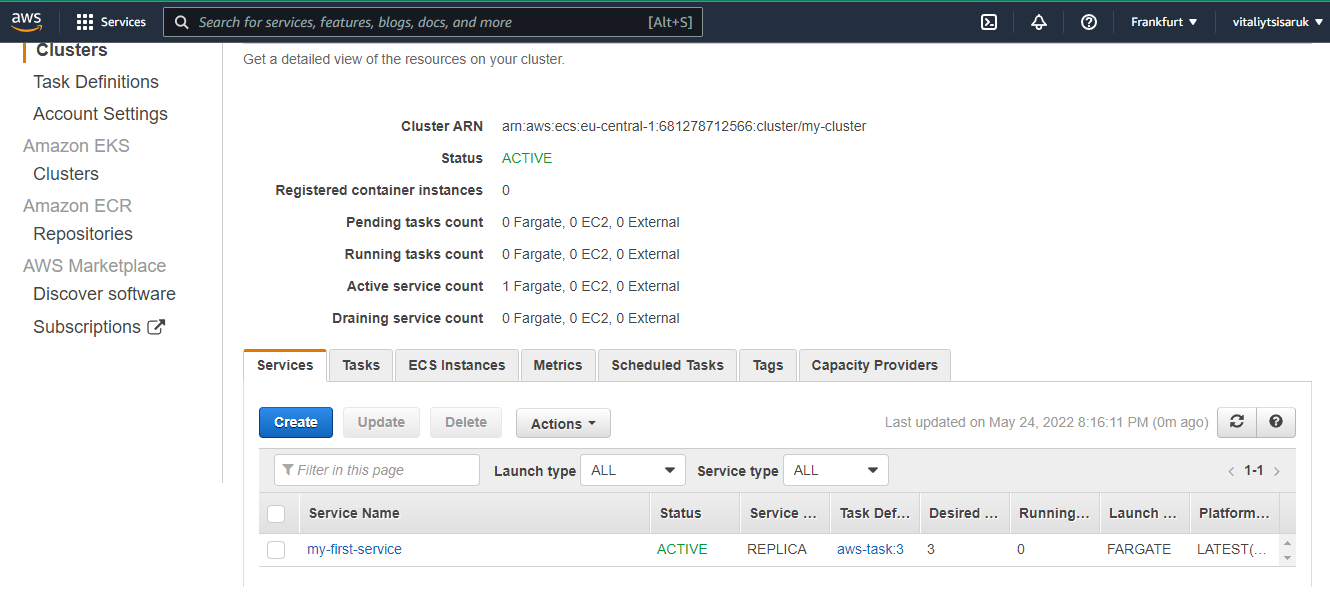 aws
Services
Search for services, features, blogs, docs, and more
[Alt+S]
Frankfurt
vitaliytsisaruk
Clusters
Task Definitions
Account Settings
Amazon EKS
Clusters
Amazon ECR
Repositories
AWS Marketplace
Discover software
Subscriptions
Get a detailed view of the resources on your cluster.
Cluster ARN arn:aws:ecs:eu-central-1:681278712566:cluster/my-cluster
Status ACTIVE
Registered container instances 0
Pending tasks count 0 Fargate, 0 EC2, 0 External
Running tasks count 0 Fargate, 0 EC2, 0 External
Active service count 1 Fargate, 0 EC2, 0 External
Draining service count 0 Fargate, 0 EC2, 0 External
Services Tasks ECS Instances Metrics Scheduled Tasks Tags Capacity Providers
Create Update Delete Actions Last updated on May 24, 2022 8:16:11 PM (0m ago)
Filter in this page Launch type ALL Service type ALL 1-1
Service Name Status Service ... Task Def... Desired ... Running... Launch ... Platform...
my-first-service ACTIVE REPLICA aws-task:3 3 0 FARGATE LATEST(...